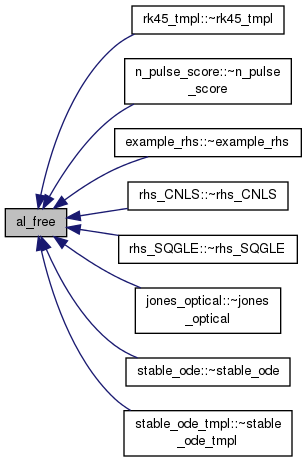 rk45_tmpl::~rk45_tmpl
n_pulse_score::~n_pulse
_score
example_rhs::~example_rhs
al_free
rhs_CNLS::~rhs_CNLS
rhs_SQGLE::~rhs_SQGLE
jones_optical::~jones
_optical
stable_ode::~stable_ode
stable_ode_tmpl::~stable
_ode_tmpl